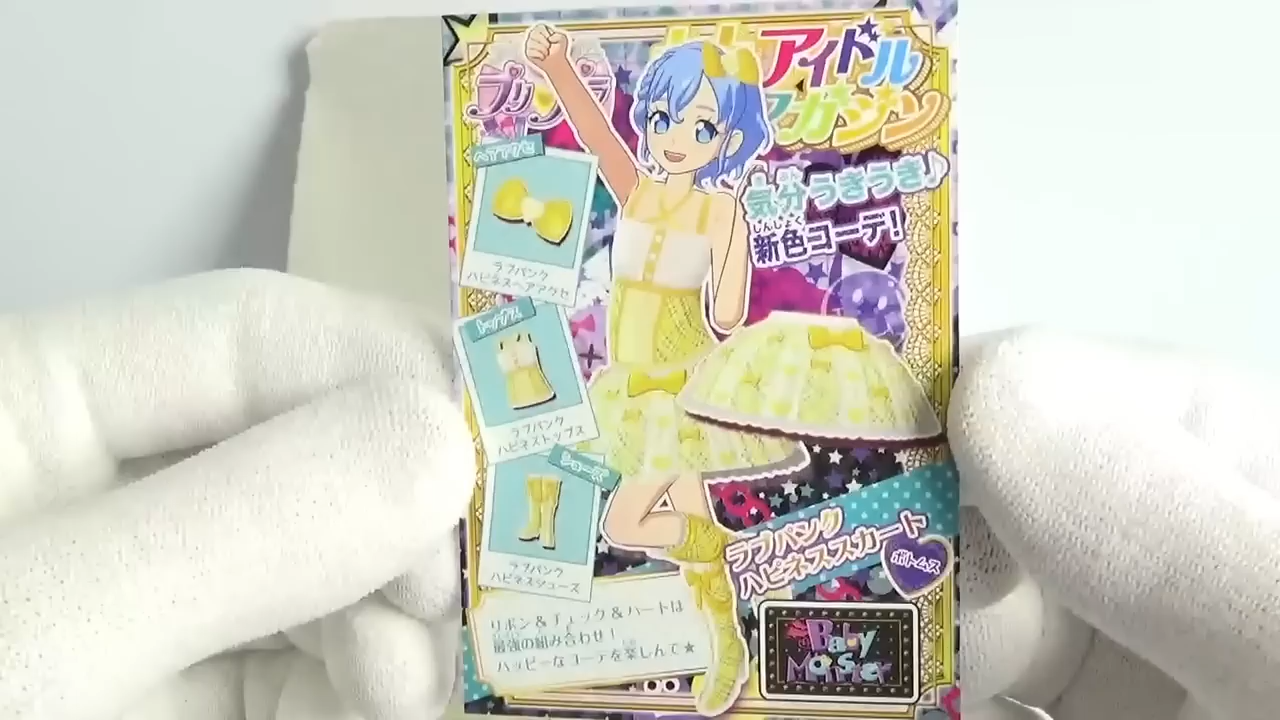 プリパラ
アイドル
マガジン
ヘアアクセ
気分うきうき♪
新色コーデ!
しんしょく
ラブパンク
ハピネスヘアアクセ
トップス
ラブパンク
ハピネストップス
シューズ
ラブパンク
ハピネスシューズ
ラブパンク
ハピネススカート
ボトムス
リボン&チェック&ハートは
最強の組み合わせ!
ハッピーなコーデを楽しんで★
Baby
Monster